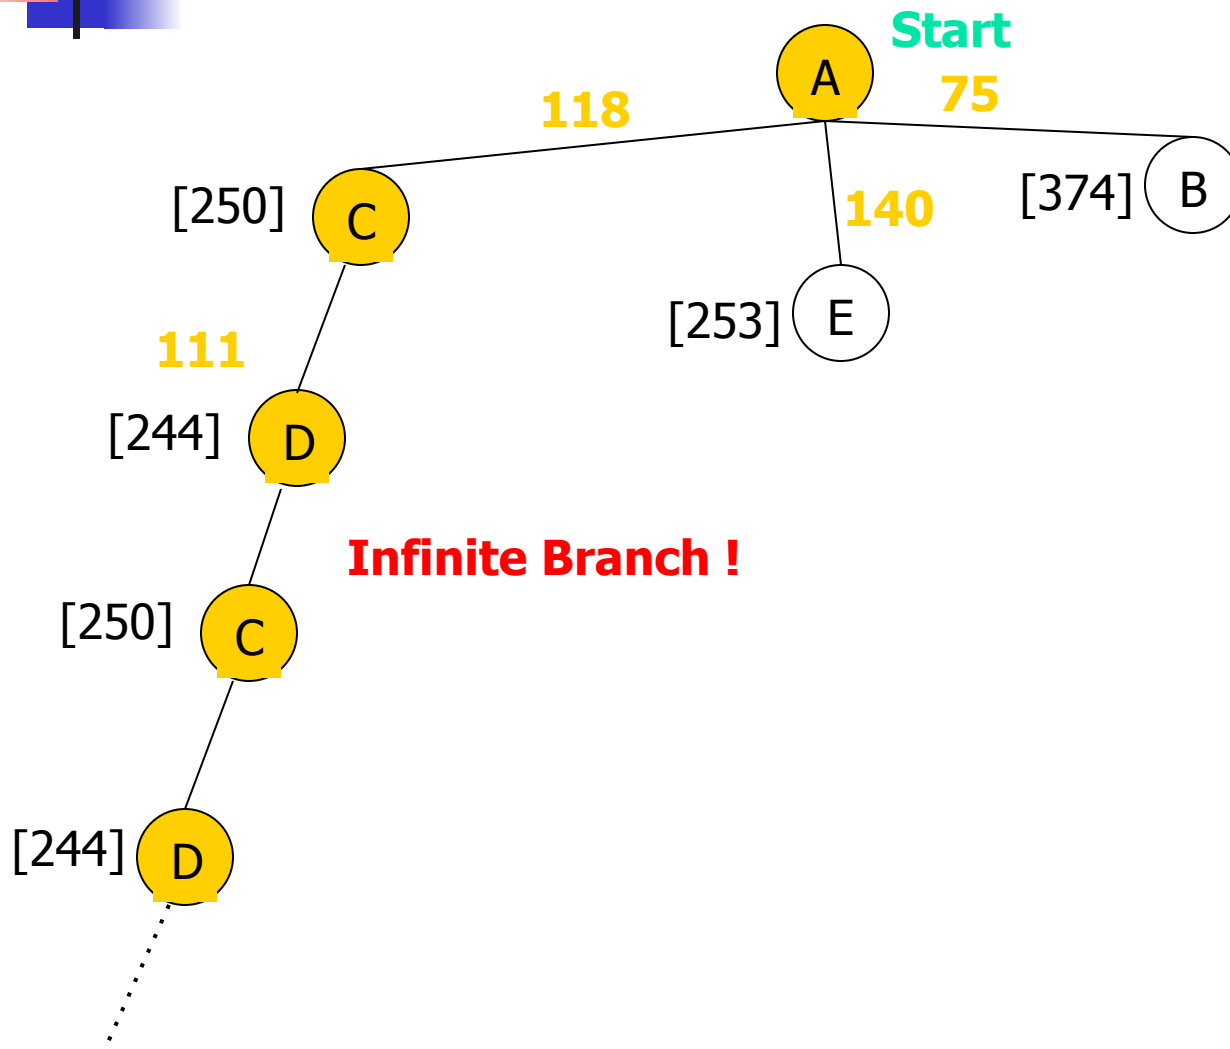 Start
A
75
118
[250]
C
140
[374]
B
[253]
E
111
[244]
D
Infinite Branch !
[250]
C
[244]
D